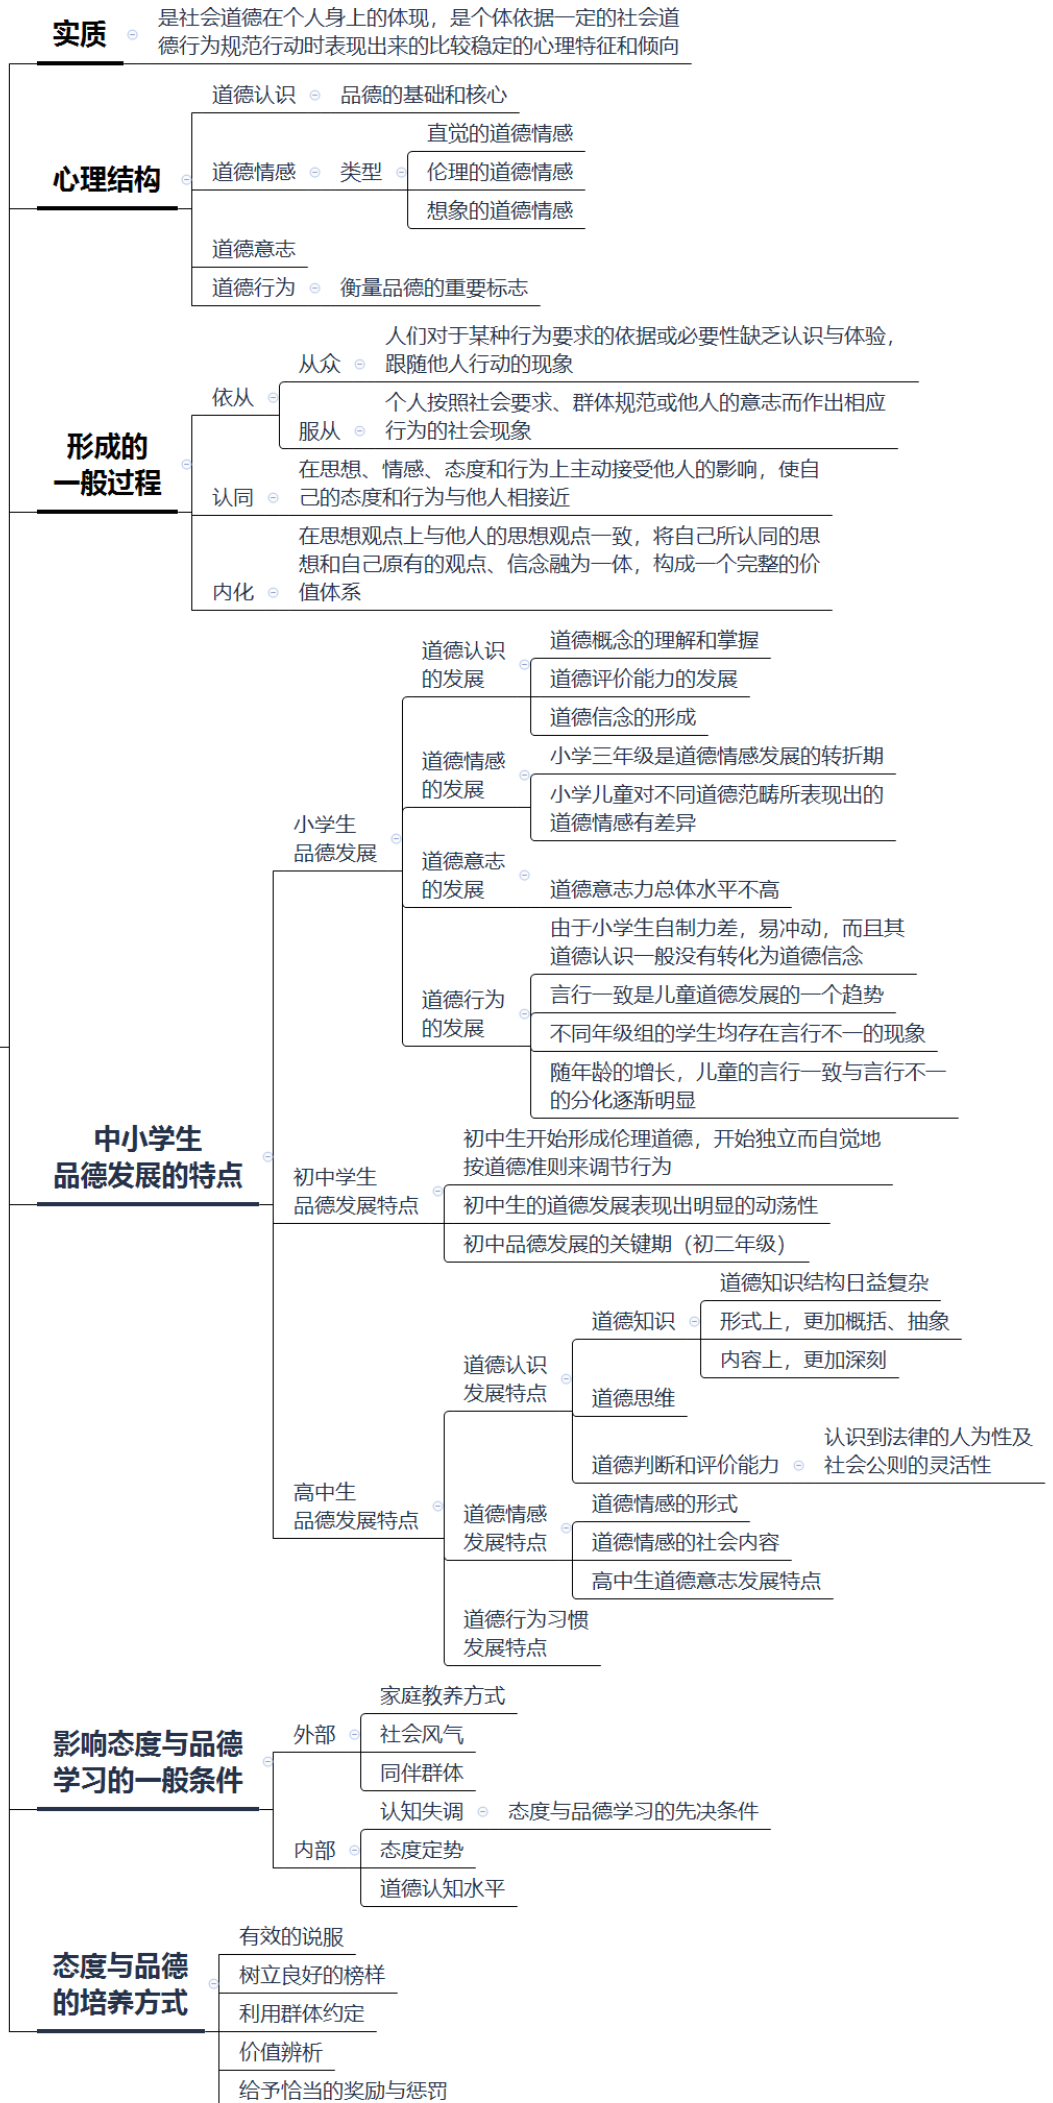 实质
是社会道德在个人身上的体现，是个体依据一定的社会道
德行为规范行动时表现出来的比较稳定的心理特征和倾向
心理结构
道德认识
品德的基础和核心
道德情感
类型
直觉的道德情感
伦理的道德情感
想象的道德情感
道德意志
道德行为
衡量品德的重要标志
形成的
一般过程
依从
从众
人们对于某种行为要求的依据或必要性缺乏认识与体验，
跟随他人行动的现象
服从
个人按照社会要求、群体规范或他人的意志而作出相应
行为的社会现象
认同
在思想、情感、态度和行为上主动接受他人的影响，使自
己的态度和行为与他人相接近
内化
在思想观点上与他人的思想观点一致，将自己所认同的思
想和自己原有的观点、信念融为一体，构成一个完整的价
值体系
中小学生
品德发展的特点
小学生
品德发展
道德认识
的发展
道德概念的理解和掌握
道德评价能力的发展
道德信念的形成
道德情感
的发展
小学三年级是道德情感发展的转折期
小学儿童对不同道德范畴所表现出的
道德情感有差异
道德意志
的发展
道德意志力总体水平不高
道德行为
的发展
由于小学生自制力差，易冲动，而且其
道德认识一般没有转化为道德信念
言行一致是儿童道德发展的一个趋势
不同年级组的学生均存在言行不一的现象
随年龄的增长，儿童的言行一致与言行不一
的分化逐渐明显
初中学生
品德发展特点
初中生开始形成伦理道德，开始独立而自觉地
按道德准则来调节行为
初中生的道德发展表现出明显的动荡性
初中品德发展的关键期（初二年级）
高中生
品德发展特点
道德认识
发展特点
道德知识
道德知识结构日益复杂
形式上，更加概括、抽象
内容上，更加深刻
道德思维
道德判断和评价能力
认识到法律的人为性及
社会公则的灵活性
道德情感
发展特点
道德情感的形式
道德情感的社会内容
高中生道德意志发展特点
道德行为习惯
发展特点
影响态度与品德
学习的一般条件
外部
家庭教养方式
社会风气
同伴群体
内部
认知失调
态度与品德学习的先决条件
态度定势
道德认知水平
态度与品德
的培养方式
有效的说服
树立良好的榜样
利用群体约定
价值辨析
给予恰当的奖励与惩罚